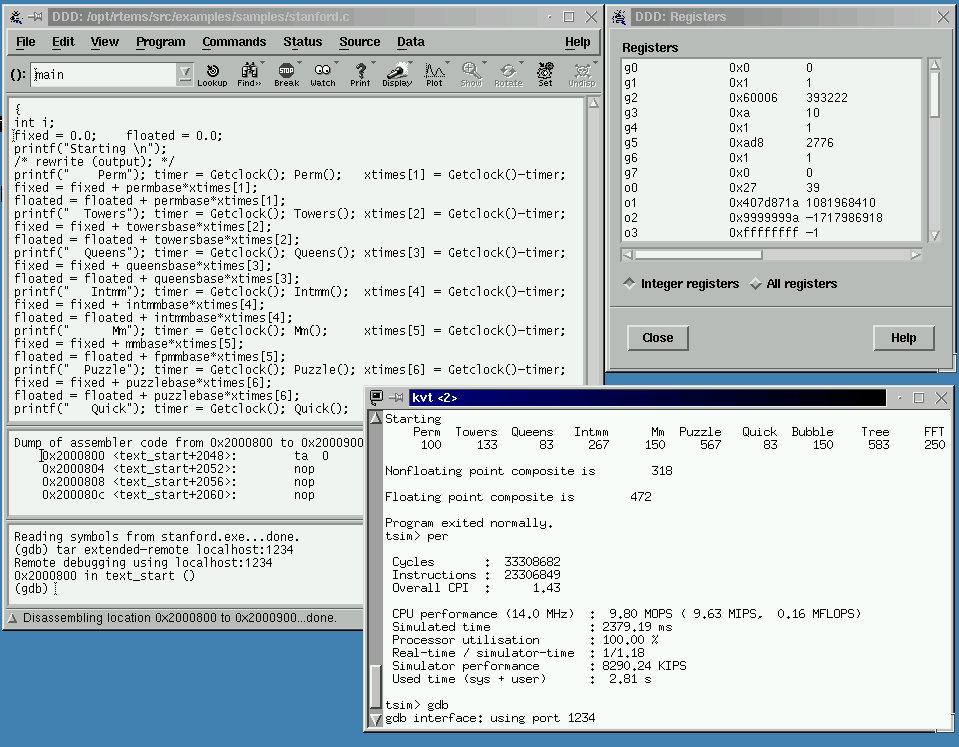 DDD: /opt/rtems/src/examples/samples/stanford.c
File Edit View Program Commands Status Source Data Help
(): main
Lookup Find>> Break Watch Print Display Plot Show Rotate Set Undisp
{
int i;
fixed = 0.0;    floated = 0.0;
printf("Starting \n");
/* rewrite (output); */
printf("    Perm"); timer = Getclock(); Perm();   xtimes[1] = Getclock()-timer;
fixed = fixed + permbase*xtimes[1];
floated = floated + permbase*xtimes[1];
printf("  Towers"); timer = Getclock(); Towers(); xtimes[2] = Getclock()-timer;
fixed = fixed + towersbase*xtimes[2];
floated = floated + towersbase*xtimes[2];
printf("  Queens"); timer = Getclock(); Queens(); xtimes[3] = Getclock()-timer;
fixed = fixed + queensbase*xtimes[3];
floated = floated + queensbase*xtimes[3];
printf("   Intmm"); timer = Getclock(); Intmm();  xtimes[4] = Getclock()-timer;
fixed = fixed + intmmbase*xtimes[4];
floated = floated + intmmbase*xtimes[4];
printf("      Mm"); timer = Getclock(); Mm();     xtimes[5] = Getclock()-timer;
fixed = fixed + mmbase*xtimes[5];
floated = floated + fpmmbase*xtimes[5];
printf("  Puzzle"); timer = Getclock(); Puzzle(); xtimes[6] = Getclock()-timer;
fixed = fixed + puzzlebase*xtimes[6];
floated = floated + puzzlebase*xtimes[6];
printf("   Quick"); timer = Getclock(); Quick();
Dump of assembler code from 0x2000800 to 0x2000900
0x2000800 <text_start+2048>:        ta  0
0x2000804 <text_start+2052>:        nop
0x2000808 <text_start+2056>:        nop
0x200080c <text_start+2060>:        nop
Reading symbols from stanford.exe...done.
(gdb) tar extended-remote localhost:1234
Remote debugging using localhost:1234
0x2000800 in text_start ()
(gdb)
Disassembling location 0x2000800 to 0x2000900...done.
DDD: Registers
Registers
g0 0x0 0
g1 0x1 1
g2 0x60006 393222
g3 0xa 10
g4 0x1 1
g5 0xad8 2776
g6 0x1 1
g7 0x0 0
o0 0x27 39
o1 0x407d871a 1081968410
o2 0x9999999a -1717986918
o3 0xffffffff -1
Integer registers All registers
Close Help
kvt <2>
Starting
Perm Towers Queens Intmm Mm Puzzle Quick Bubble Tree FFT
100 133 83 267 150 567 83 150 583 250
Nonfloating point composite is 318
Floating point composite is 472
Program exited normally.
tsim> per
Cycles : 33308682
Instructions : 23306849
Overall CPI : 1.43
CPU performance (14.0 MHz) : 9.80 MOPS ( 9.63 MIPS, 0.16 MFLOPS)
Simulated time : 2379.19 ms
Processor utilisation : 100.00 %
Real-time / simulator-time : 1/1.18
Simulator performance : 8290.24 KIPS
Used time (sys + user) : 2.81 s
tsim> gdb
gdb interface: using port 1234